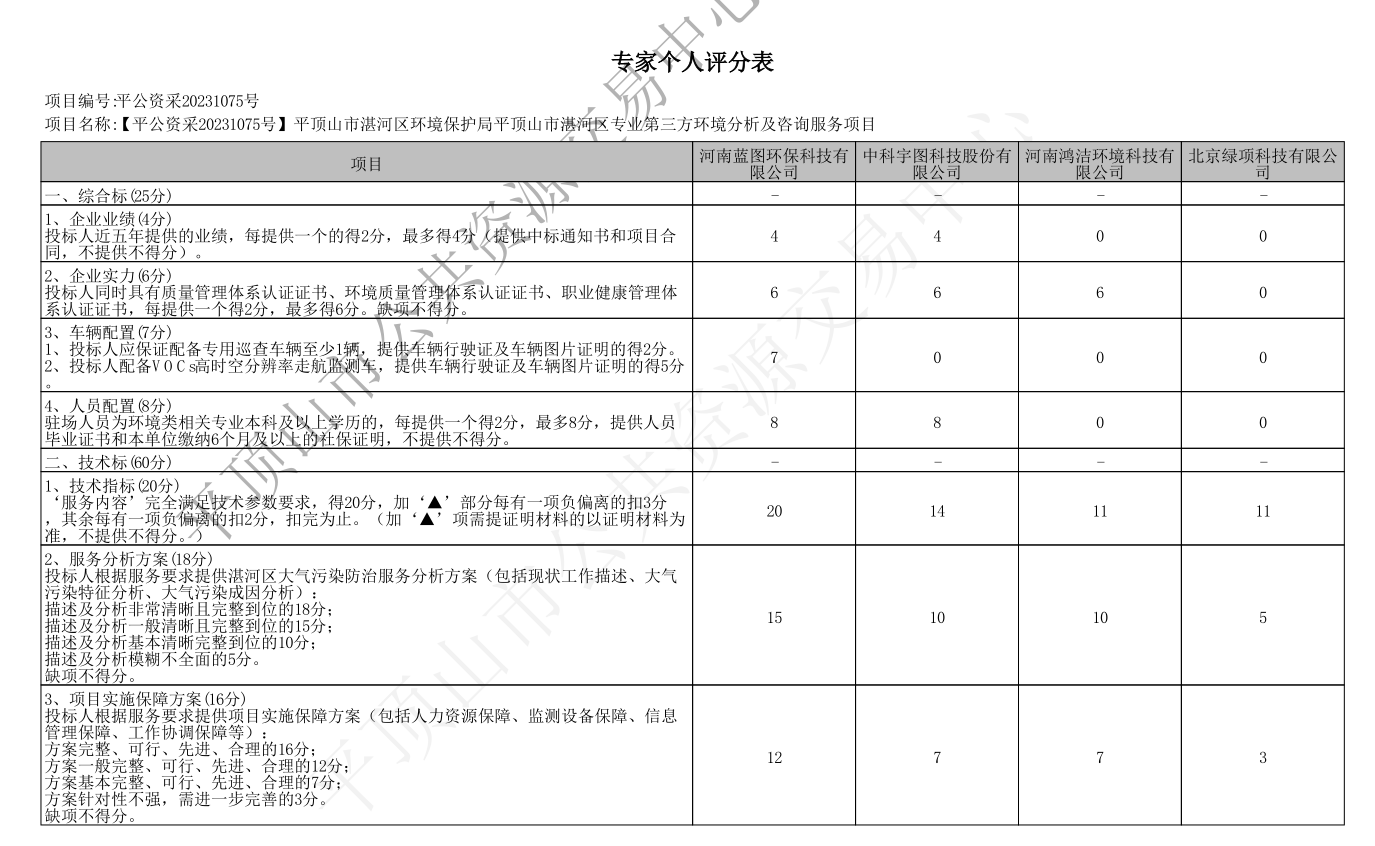 专家个人评分表
项目编号:平公资采20231075号
项目名称:【平公资采20231075号】平顶山市湛河区环境保护局平顶山市湛河区专业第三方环境分析及咨询服务项目
项目 河南蓝图环保科技有限公司 中科宇图科技股份有限公司 河南鸿洁环境科技有限公司 北京绿项科技有限公司
一、综合标(25分) － － － －
1、企业业绩(4分)
投标人近五年提供的业绩，每提供一个的得2分，最多得4分（提供中标通知书和项目合
同，不提供不得分）。
4 4 0 0
2、企业实力(6分)
投标人同时具有质量管理体系认证证书、环境质量管理体系认证证书、职业健康管理体
系认证证书，每提供一个得2分，最多得6分。缺项不得分。
6 6 6 0
3、车辆配置(7分)
1、投标人应保证配备专用巡查车辆至少1辆，提供车辆行驶证及车辆图片证明的得2分。
2、投标人配备VOCs高时空分辨率走航监测车，提供车辆行驶证及车辆图片证明的得5分
。
7 0 0 0
4、人员配置(8分)
驻场人员为环境类相关专业本科及以上学历的，每提供一个得2分，最多8分，提供人员
毕业证书和本单位缴纳6个月及以上的社保证明，不提供不得分。
8 8 0 0
二、技术标(60分) － － － －
1、技术指标(20分)
‘服务内容’完全满足技术参数要求，得20分，加‘▲’部分每有一项负偏离的扣3分
，其余每有一项负偏离的扣2分，扣完为止。（加‘▲’项需提证明材料的以证明材料为
准，不提供不得分。）
20 14 11 11
2、服务分析方案(18分)
投标人根据服务要求提供湛河区大气污染防治服务分析方案（包括现状工作描述、大气
污染特征分析、大气污染成因分析）:
描述及分析非常清晰且完整到位的18分;
描述及分析一般清晰且完整到位的15分;
描述及分析基本清晰完整到位的10分;
描述及分析模糊不全面的5分。
缺项不得分。
15 10 10 5
3、项目实施保障方案(16分)
投标人根据服务要求提供项目实施保障方案（包括人力资源保障、监测设备保障、信息
管理保障、工作协调保障等）:
方案完整、可行、先进、合理的16分;
方案一般完整、可行、先进、合理的12分;
方案基本完整、可行、先进、合理的7分;
方案针对性不强，需进一步完善的3分。
缺项不得分。
12 7 7 3
平顶山市公共资源交易中心
平顶山市公共资源交易中心